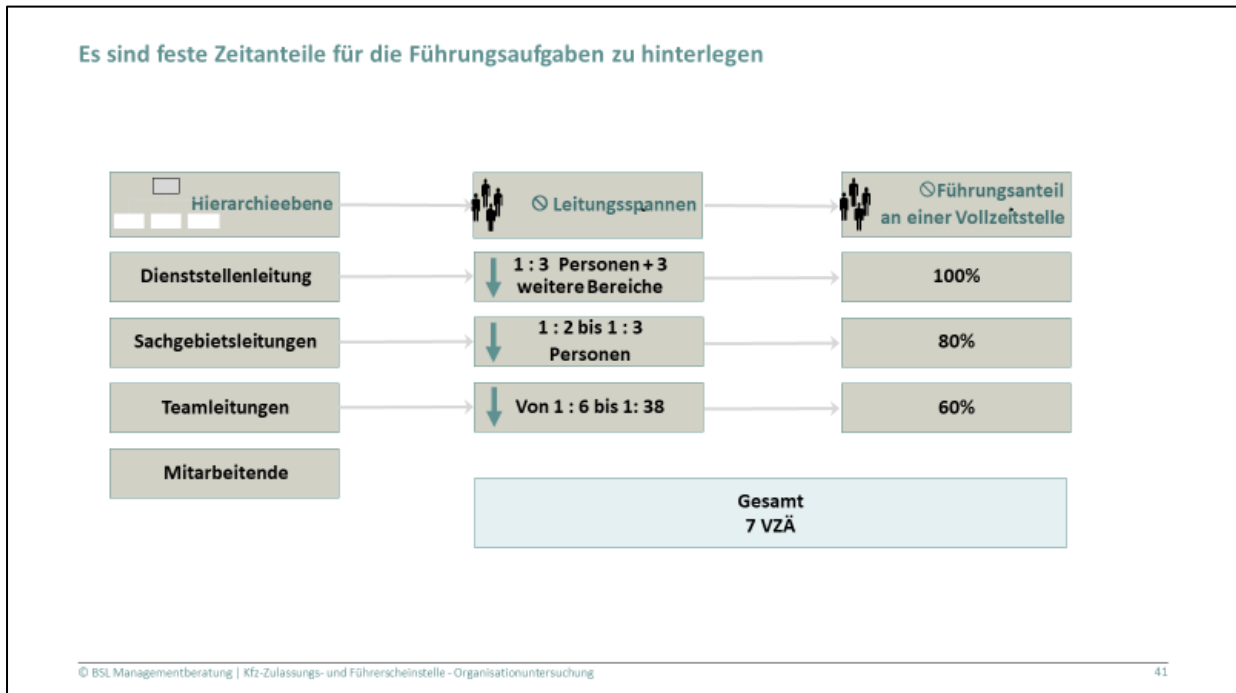 Es sind feste Zeitanteile für die Führungsaufgaben zu hinterlegen
Hierarchieebene
∅ Leitungsspannen
∅Führungsanteil
an einer Vollzeitstelle
Dienststellenleitung
1 : 3 Personen + 3
weitere Bereiche
100%
Sachgebietsleitungen
1 : 2 bis 1 : 3
Personen
80%
Teamleitungen
Von 1 : 6 bis 1: 38
60%
Mitarbeitende
Gesamt
7 VZÄ
© BSL Managementberatung | Kfz-Zulassungs- und Führerscheinstelle - Organisationuntersuchung
41